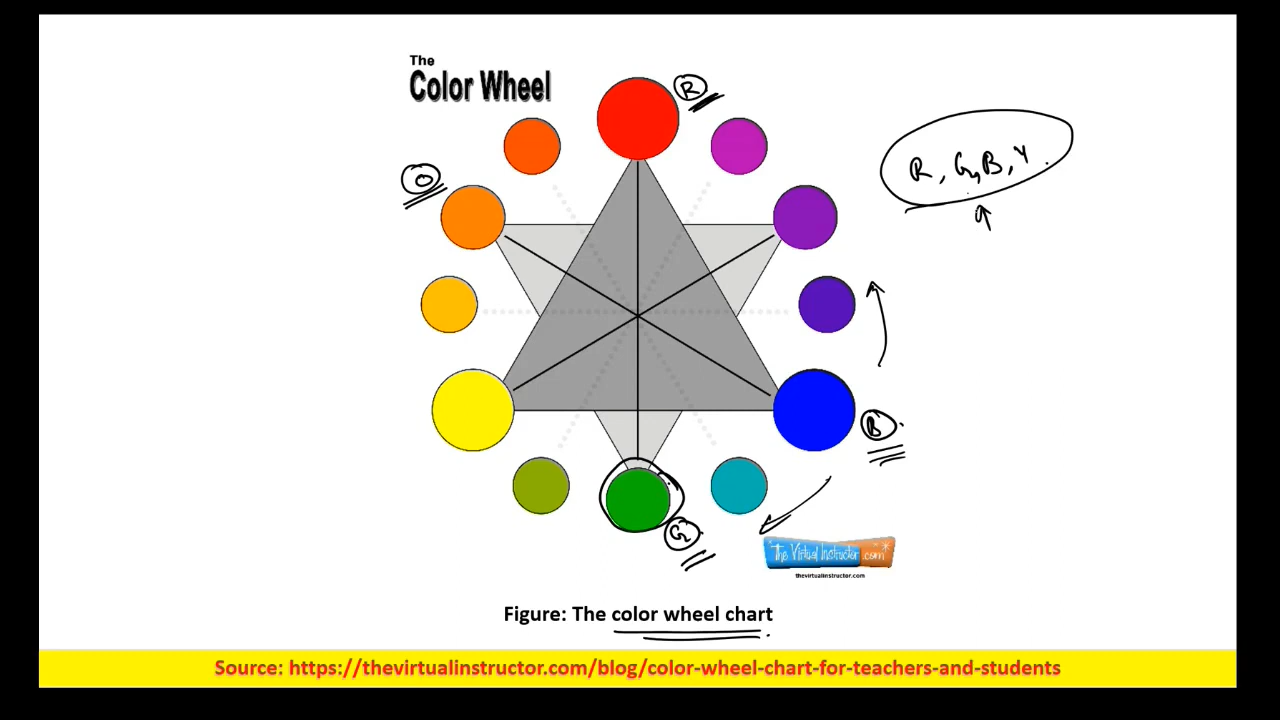 The
Color Wheel
R
O
R, G, B, Y.
B
G
The Virtual Instructor .com
thevirtualinstructor.com
Figure: The color wheel chart
Source: https://thevirtualinstructor.com/blog/color-wheel-chart-for-teachers-and-students